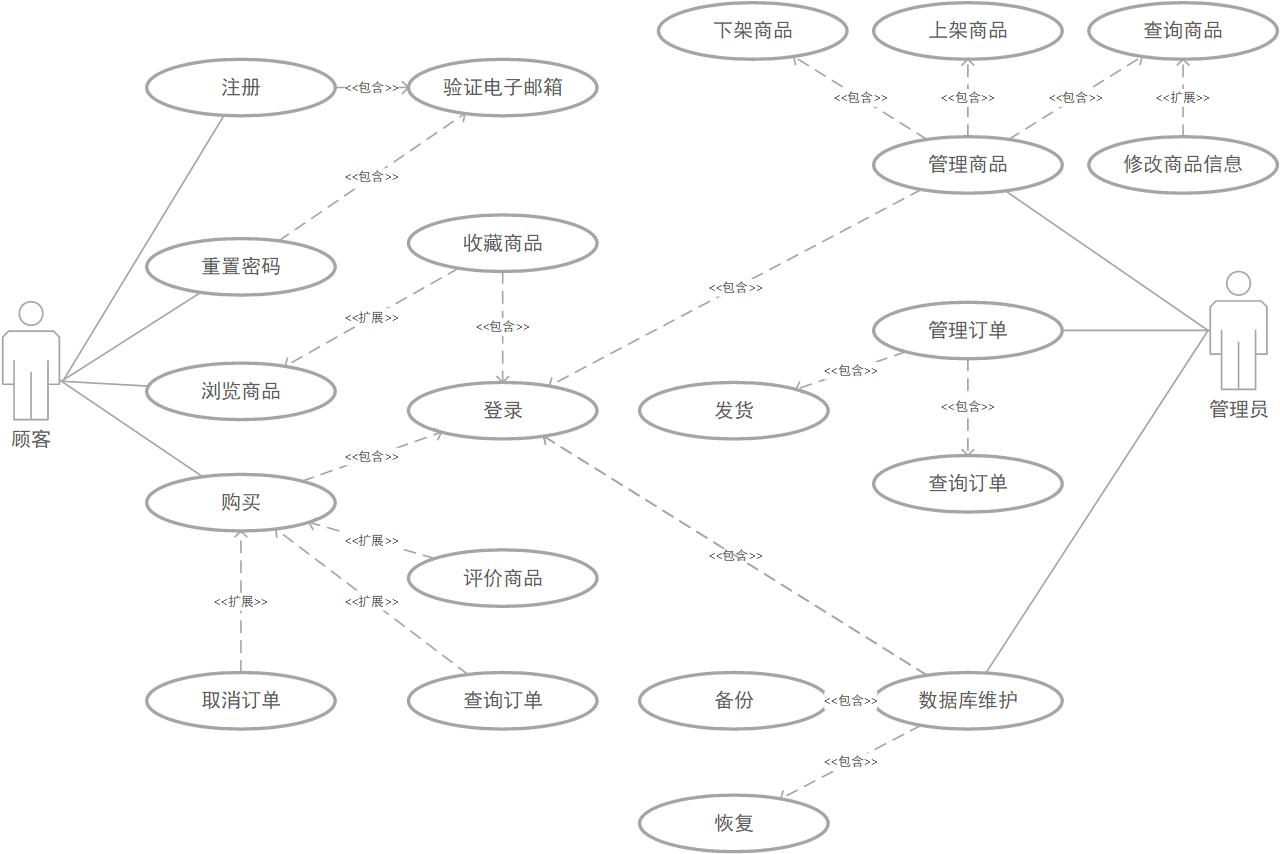 下架商品
上架商品
查询商品
注册
<<包含>>
验证电子邮箱
<<包含>>
<<包含>>
<<包含>>
<<扩展>>
管理商品
修改商品信息
<<包含>>
收藏商品
重置密码
<<包含>>
<<扩展>>
<<包含>>
管理订单
<<包含>>
浏览商品
登录
发货
<<包含>>
管理员
顾客
<<包含>>
查询订单
购买
<<扩展>>
<<包含>>
评价商品
<<扩展>>
<<扩展>>
取消订单
查询订单
备份
<<包含>>
数据库维护
<<包含>>
恢复